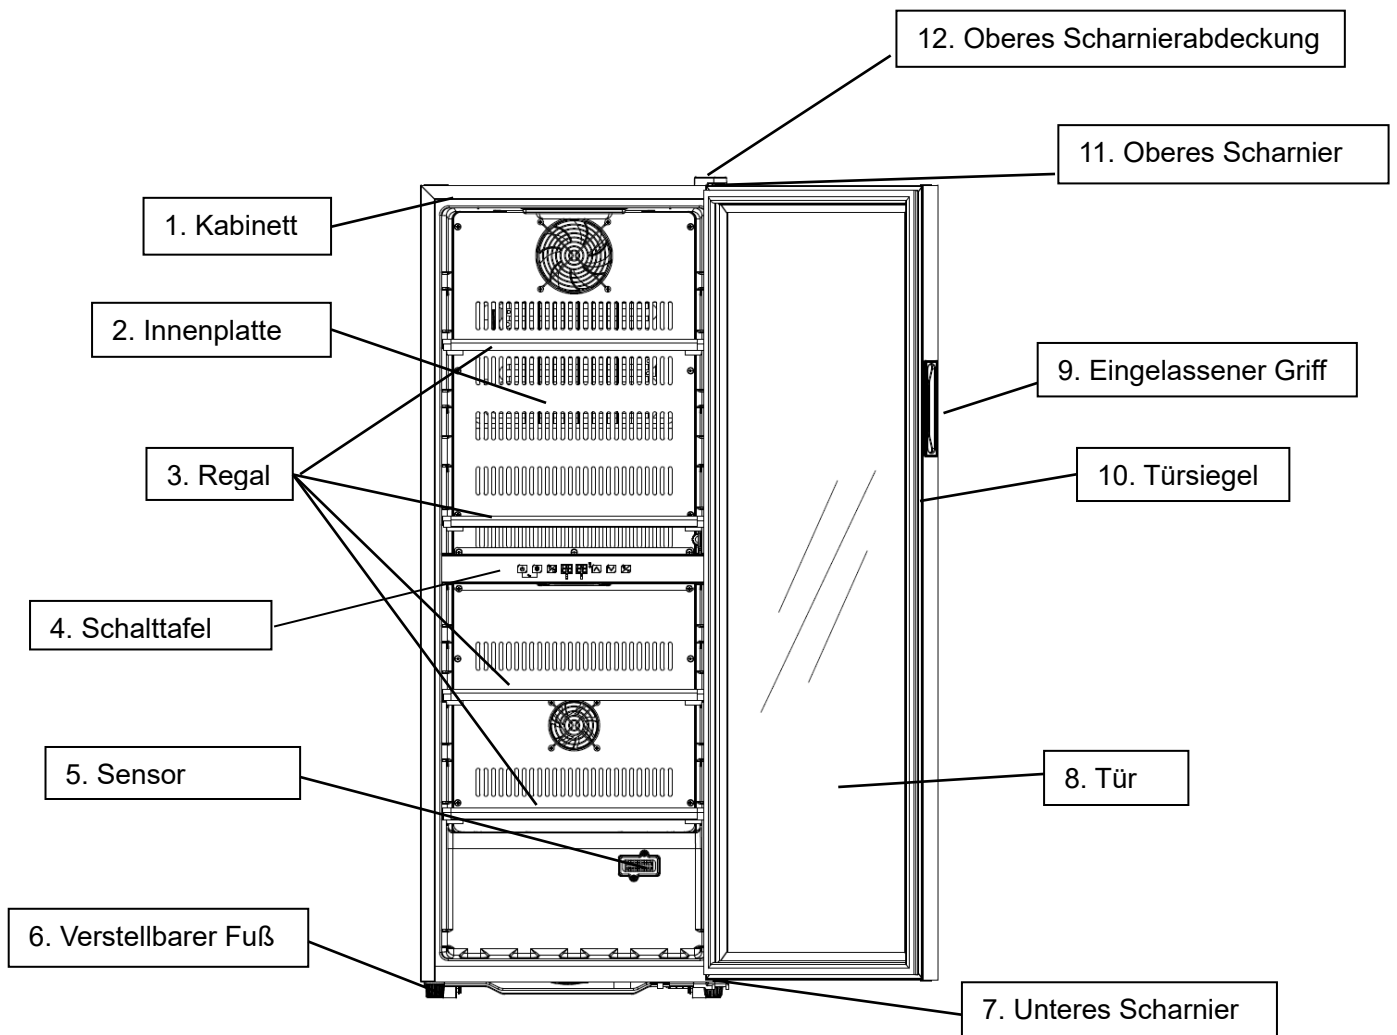 12. Oberes Scharnierabdeckung
11. Oberes Scharnier
1. Kabinett
2. Innenplatte
9. Eingelassener Griff
3. Regal
10. Türsiegel
4. Schalttafel
5. Sensor
8. Tür
6. Verstellbarer Fuß
7. Unteres Scharnier